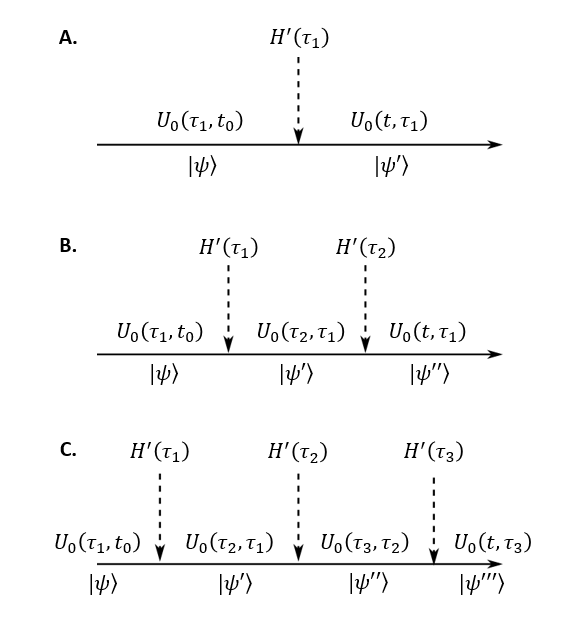 A.
H′(τ₁)
U₀(τ₁, t₀) U₀(t, τ₁)
|ψ⟩ |ψ′⟩
B.
H′(τ₁) H′(τ₂)
U₀(τ₁, t₀) U₀(τ₂, τ₁) U₀(t, τ₁)
|ψ⟩ |ψ′⟩ |ψ′′⟩
C.
H′(τ₁) H′(τ₂) H′(τ₃)
U₀(τ₁, t₀) U₀(τ₂, τ₁) U₀(τ₃, τ₂) U₀(t, τ₃)
|ψ⟩ |ψ′⟩ |ψ′′⟩ |ψ′′′⟩